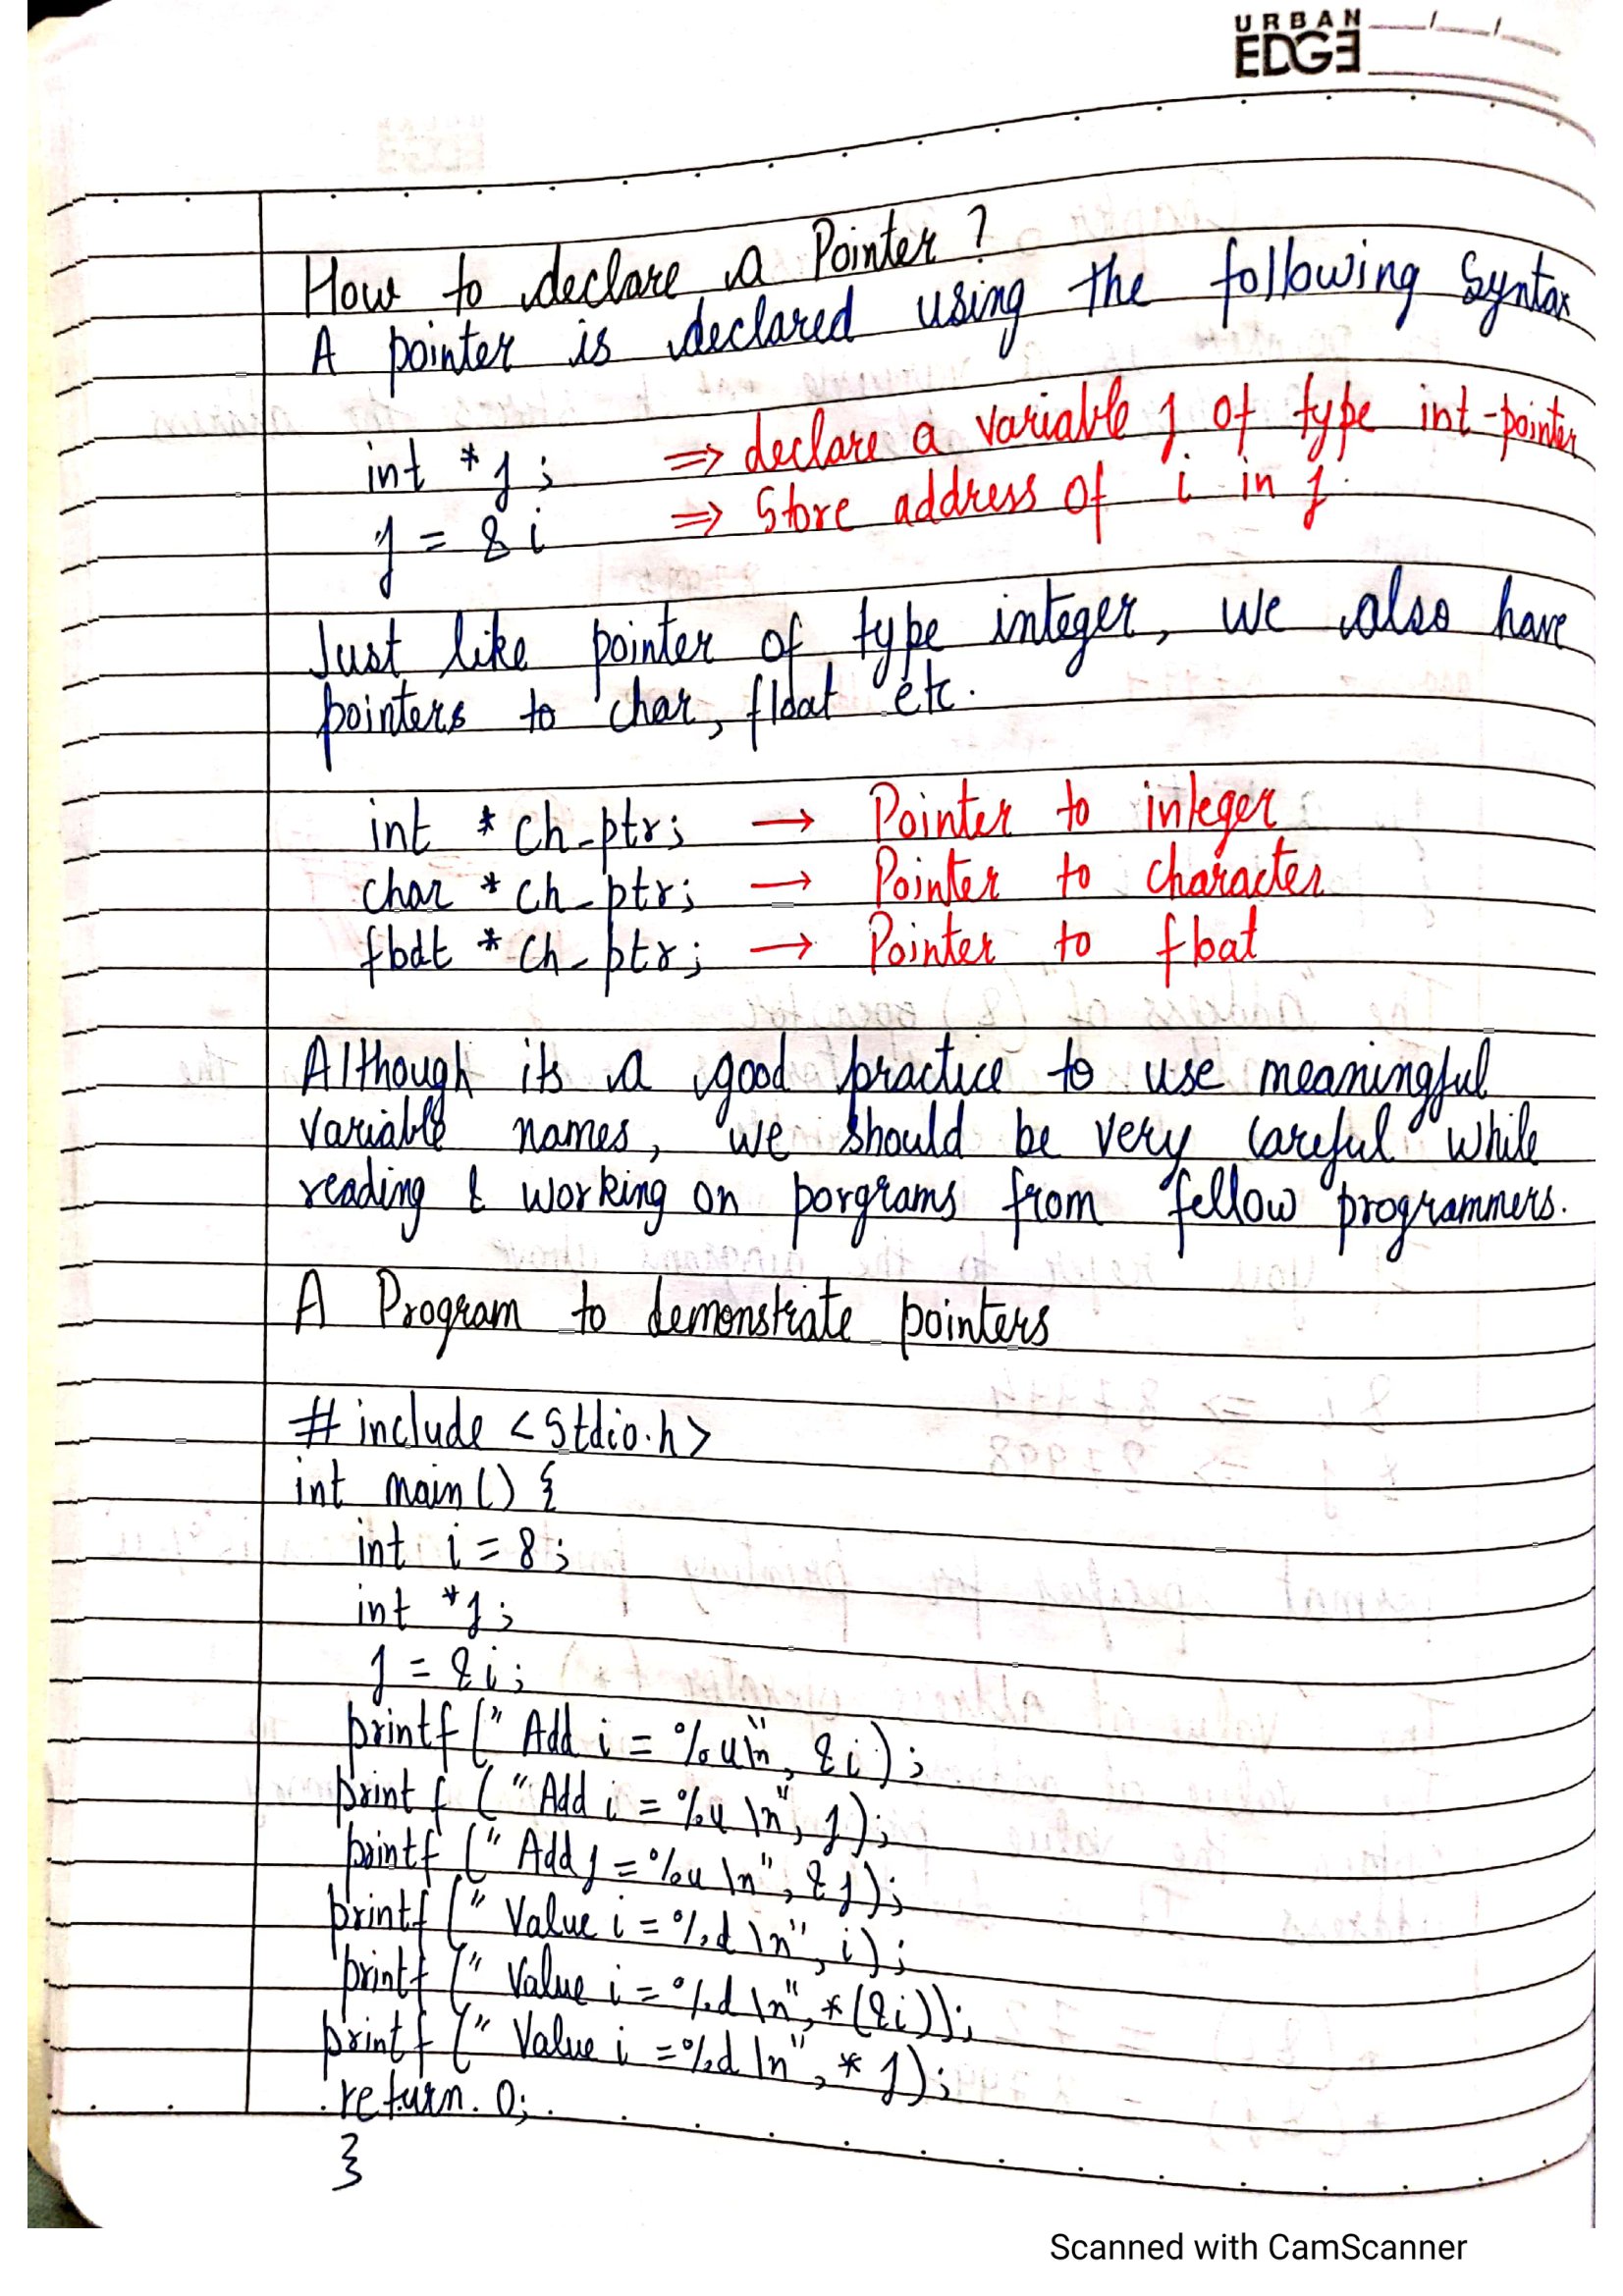 URBAN
EDGE
How to declare a Pointer ?
A pointer is declared using the following Syntax
int *j ; ⇒ declare a variable j of type int-pointer
j = &i ⇒ Store address of i in j.
Just like pointer of type integer, we also have
pointers to char, float etc.
int * ch_ptr; → Pointer to integer
char * ch_ptr; → Pointer to character
float * ch_ptr; → Pointer to float
Although its a good practice to use meaningful
variable names, we should be very careful while
reading & working on porgrams from fellow programmers.
A Program to demonstrate pointers
# include <Stdio.h>
int main () {
int i = 8;
int *j;
j = &i;
printf (" Add i = %u\n", &i);
printf ("Add i = %u \n", j);
printf (" Add j = %u \n", &j);
printf (" Value i = %d \n", i);
printf (" Value i = %d \n", *(&i));
printf (" Value i = %d \n", * j);
return 0;
}
Scanned with CamScanner